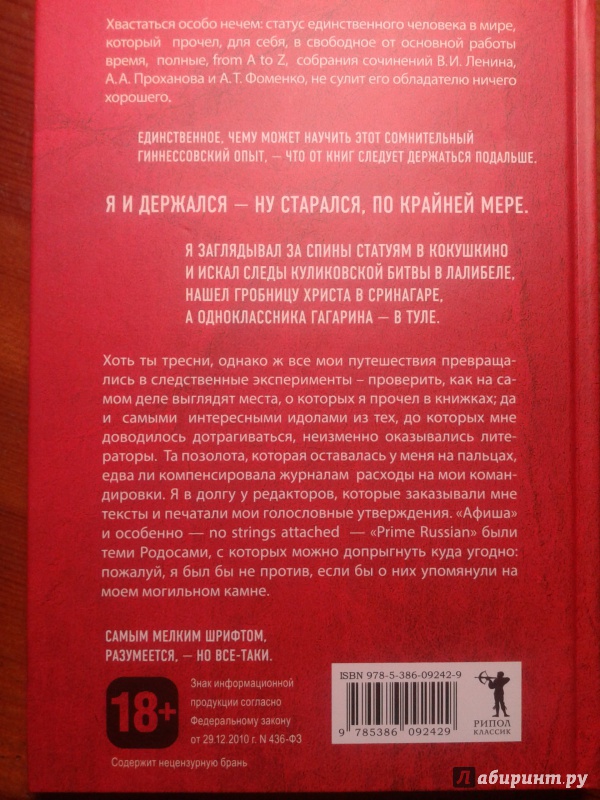 Хвастаться особо нечем: статус единственного человека в мире,
который прочел, для себя, в свободное от основной работы
время, полные, from A to Z, собрания сочинений В.И. Ленина,
А.А. Проханова и А.Т. Фоменко, не сулит его обладателю ничего
хорошего.
ЕДИНСТВЕННОЕ, ЧЕМУ МОЖЕТ НАУЧИТЬ ЭТОТ СОМНИТЕЛЬНЫЙ
ГИННЕССОВСКИЙ ОПЫТ, – ЧТО ОТ КНИГ СЛЕДУЕТ ДЕРЖАТЬСЯ ПОДАЛЬШЕ.
Я И ДЕРЖАЛСЯ – НУ СТАРАЛСЯ, ПО КРАЙНЕЙ МЕРЕ.
Я ЗАГЛЯДЫВАЛ ЗА СПИНЫ СТАТУЯМ В КОКУШКИНО
И ИСКАЛ СЛЕДЫ КУЛИКОВСКОЙ БИТВЫ В ЛАЛИБЕЛЕ,
НАШЕЛ ГРОБНИЦУ ХРИСТА В СРИНАГАРЕ,
А ОДНОКЛАССНИКА ГАГАРИНА – В ТУЛЕ.
Хоть ты тресни, однако ж все мои путешествия превраща-
лись в следственные эксперименты – проверить, как на са-
мом деле выглядят места, о которых я прочел в книжках; да
и самыми интересными идолами из тех, до которых мне
доводилось дотрагиваться, неизменно оказывались лите-
раторы. Та позолота, которая оставалась у меня на пальцах,
едва ли компенсировала журналам расходы на мои коман-
дировки. Я в долгу у редакторов, которые заказывали мне
тексты и печатали мои голословные утверждения. «Афиша»
и особенно — no strings attached — «Prime Russian» были
теми Родосами, с которых можно допрыгнуть куда угодно:
пожалуй, я был бы не против, если бы о них упомянули на
моем могильном камне.
САМЫМ МЕЛКИМ ШРИФТОМ,
РАЗУМЕЕТСЯ, – НО ВСЕ-ТАКИ.
18+
Знак информационной
продукции согласно
Федеральному закону
от 29.12.2010 г. N 436-ФЗ
Содержит нецензурную брань
ISBN 978-5-386-09242-9
9 785386 092429
РИПОЛ
КЛАССИК
Лабиринт.ру